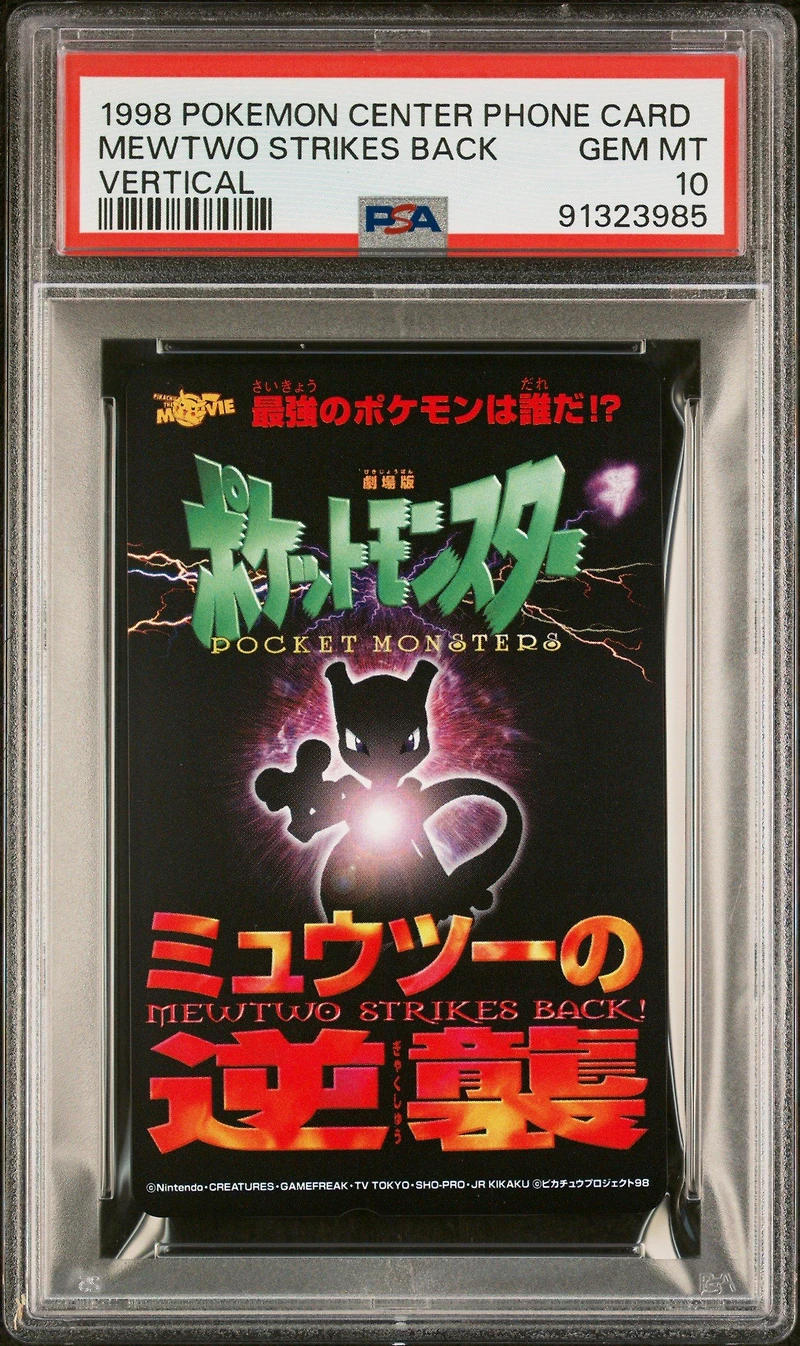 1998 POKEMON CENTER PHONE CARD
MEWTWO STRIKES BACK GEM MT
VERTICAL 10
PSA 91323985
PIKACHU THE MOVIE
さいきょう だれ
最強のポケモンは誰だ!?
げきじょうばん
劇場版
ポケットモンスター
POCKET MONSTERS
ミュウツーの
MEWTWO STRIKES BACK!
逆襲
ぎゃくしゅう
©Nintendo・CREATURES・GAMEFREAK・TV TOKYO・SHO-PRO・JR KIKAKU ©ピカチュウプロジェクト98